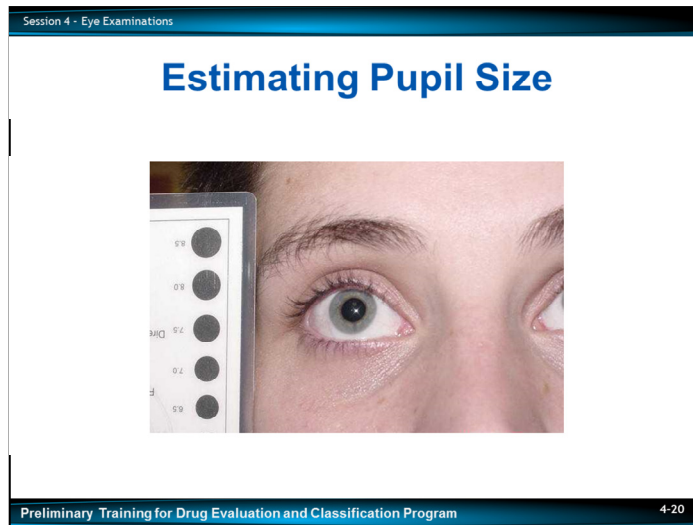 Session 4 - Eye Examinations
Estimating Pupil Size
8.5
8.0
7.5
Dire
7.0
F
6.5
Preliminary Training for Drug Evaluation and Classification Program
4-20